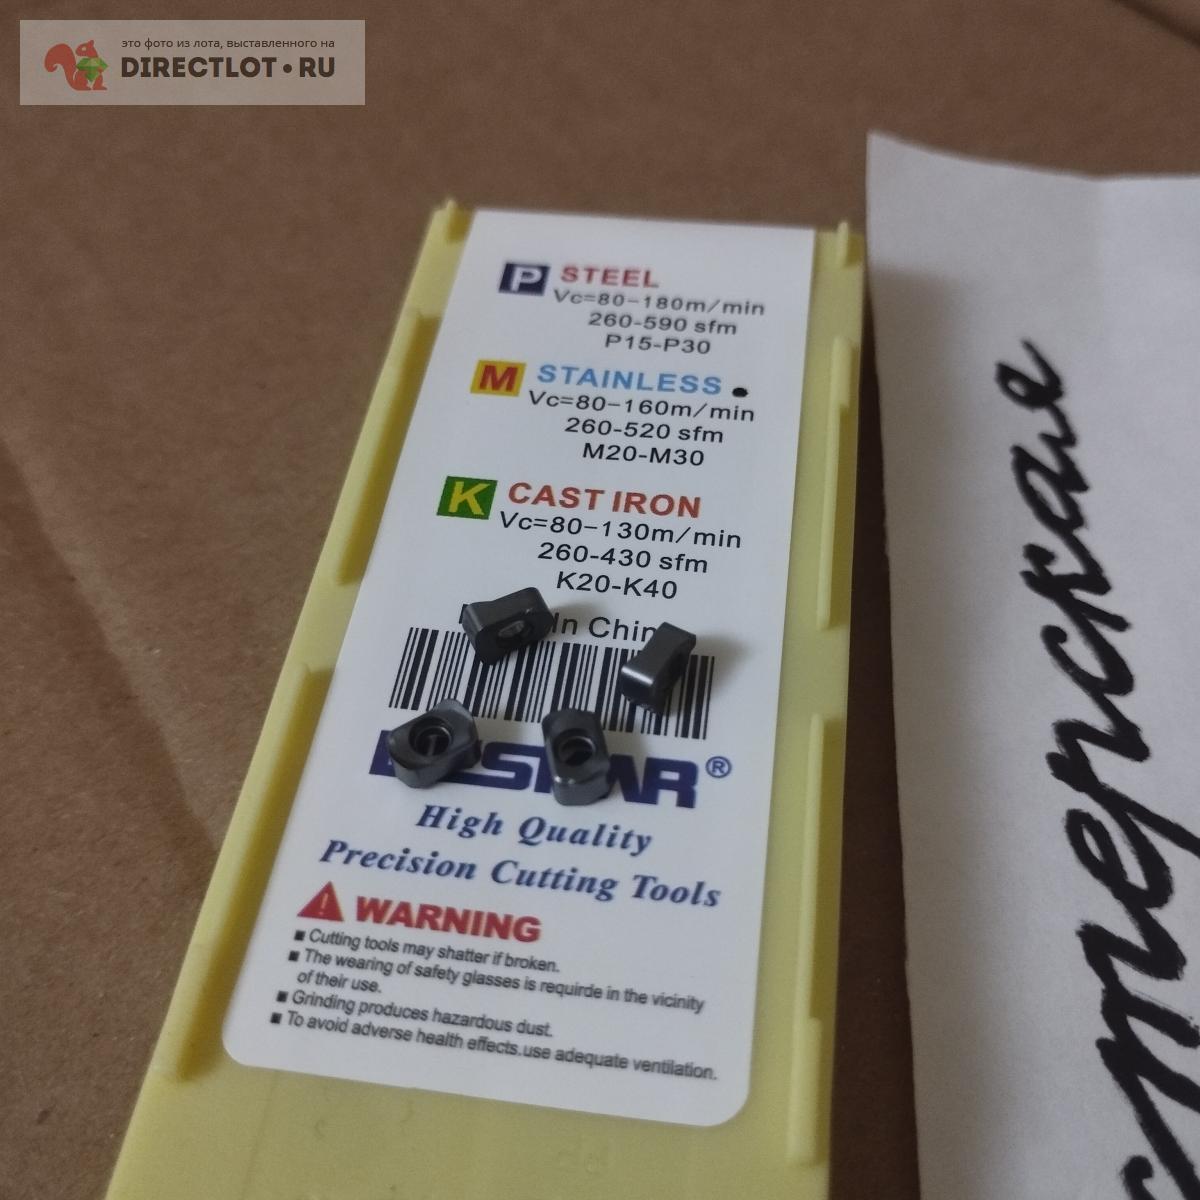 это фото из лота, выставленного на
DIRECTLOT•RU
P STEEL
Vc=80-180m/min
260-590 sfm
P15-P30
M STAINLESS
Vc=80-160m/min
260-520 sfm
M20-M30
K CAST IRON
Vc=80-130m/min
260-430 sfm
K20-K40
In Chin
®
High Quality
Precision Cutting Tools
WARNING
Cutting tools may shatter if broken.
The wearing of safety glasses is requirde in the vicinity
of their use.
Grinding produces hazardous dust.
To avoid adverse health effects.use adequate ventilation.
стерская